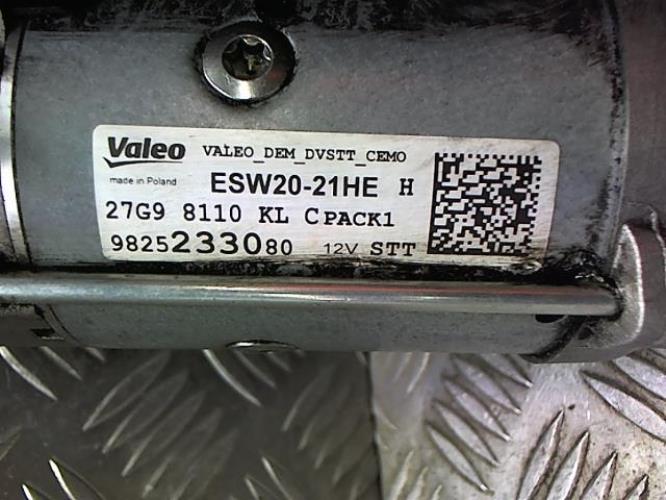 Valeo VALEO_DEM_DVSTT_CEMO
made in Poland ESW20-21HE H
27G9 8110 KL C PACK1
9825233080 12V STT